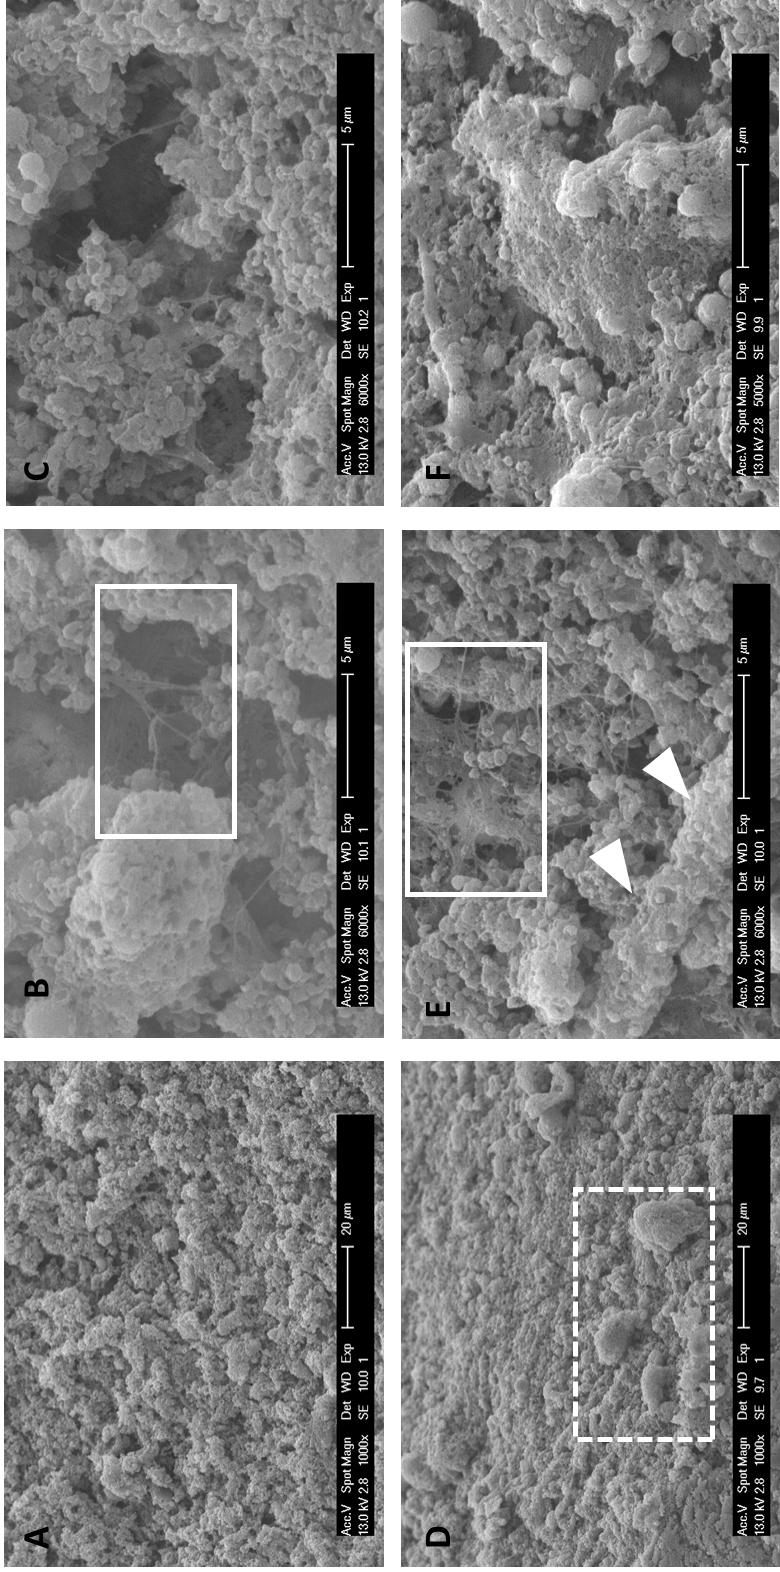 A
Acc.V Spot Magn Det WD Exp 20 µm
13.0 kV 2.8 1000x SE 10.0 1
B
Acc.V Spot Magn Det WD Exp 5 µm
13.0 kV 2.8 6000x SE 10.1 1
C
Acc.V Spot Magn Det WD Exp 5 µm
13.0 kV 2.8 6000x SE 10.2 1
D
Acc.V Spot Magn Det WD Exp 20 µm
13.0 kV 2.8 1000x SE 9.7 1
E
Acc.V Spot Magn Det WD Exp 5 µm
13.0 kV 2.8 6000x SE 10.0 1
F
Acc.V Spot Magn Det WD Exp 5 µm
13.0 kV 2.8 5000x SE 9.9 1